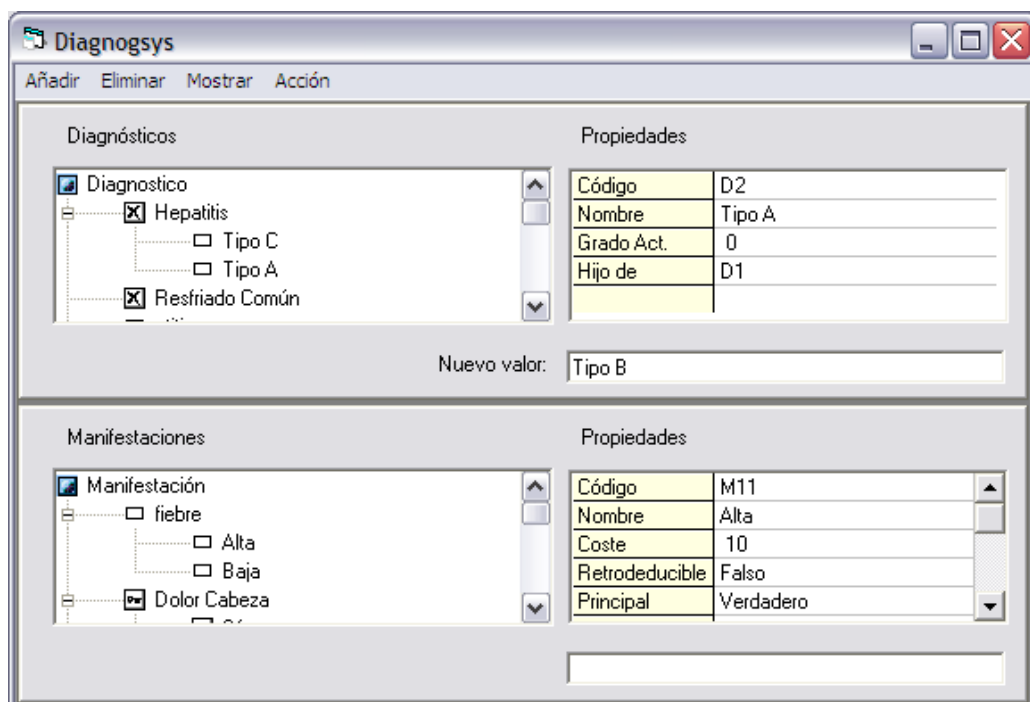 Diagnogsys
Añadir Eliminar Mostrar Acción
Diagnósticos
Diagnostico
Hepatitis
Tipo C
Tipo A
Resfriado Común
Propiedades
Código D2
Nombre Tipo A
Grado Act. 0
Hijo de D1
Nuevo valor: Tipo B
Manifestaciones
Manifestación
fiebre
Alta
Baja
Dolor Cabeza
Propiedades
Código M11
Nombre Alta
Coste 10
Retrodeducible Falso
Principal Verdadero